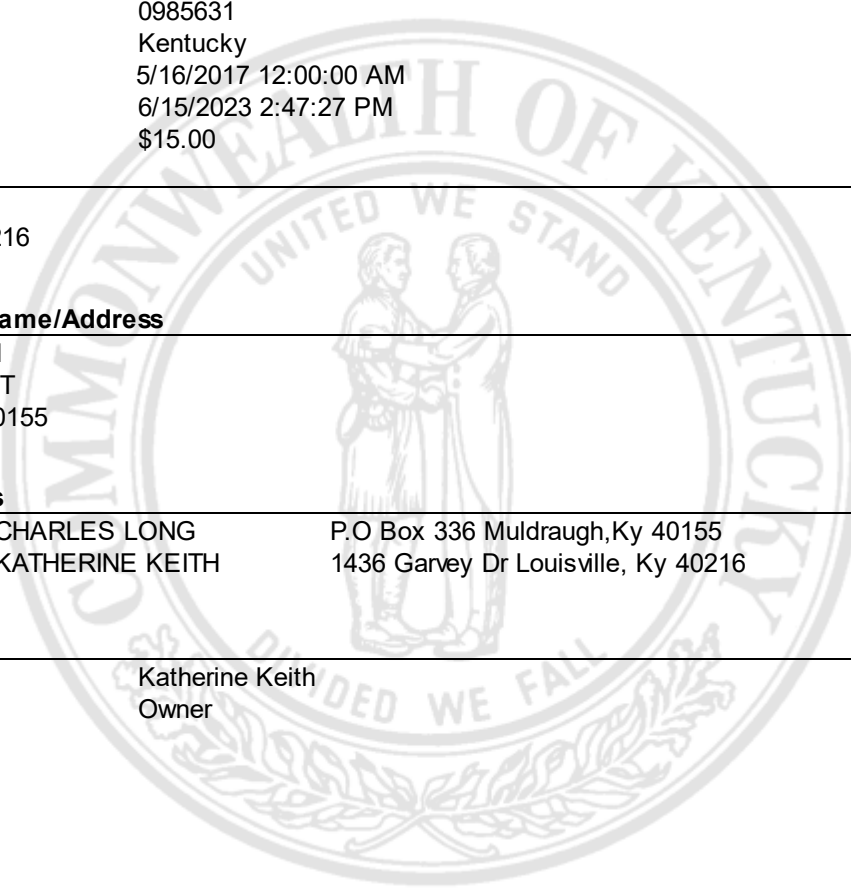 0985631
Kentucky
5/16/2017 12:00:00 AM
6/15/2023 2:47:27 PM
$15.00
216
ame/Address
T
0155
s
CHARLES LONG P.O Box 336 Muldraugh,Ky 40155
KATHERINE KEITH 1436 Garvey Dr Louisville, Ky 40216
Katherine Keith
Owner
COMMONWEALTH OF KENTUCKY
UNITED WE STAND
DIVIDED WE FALL